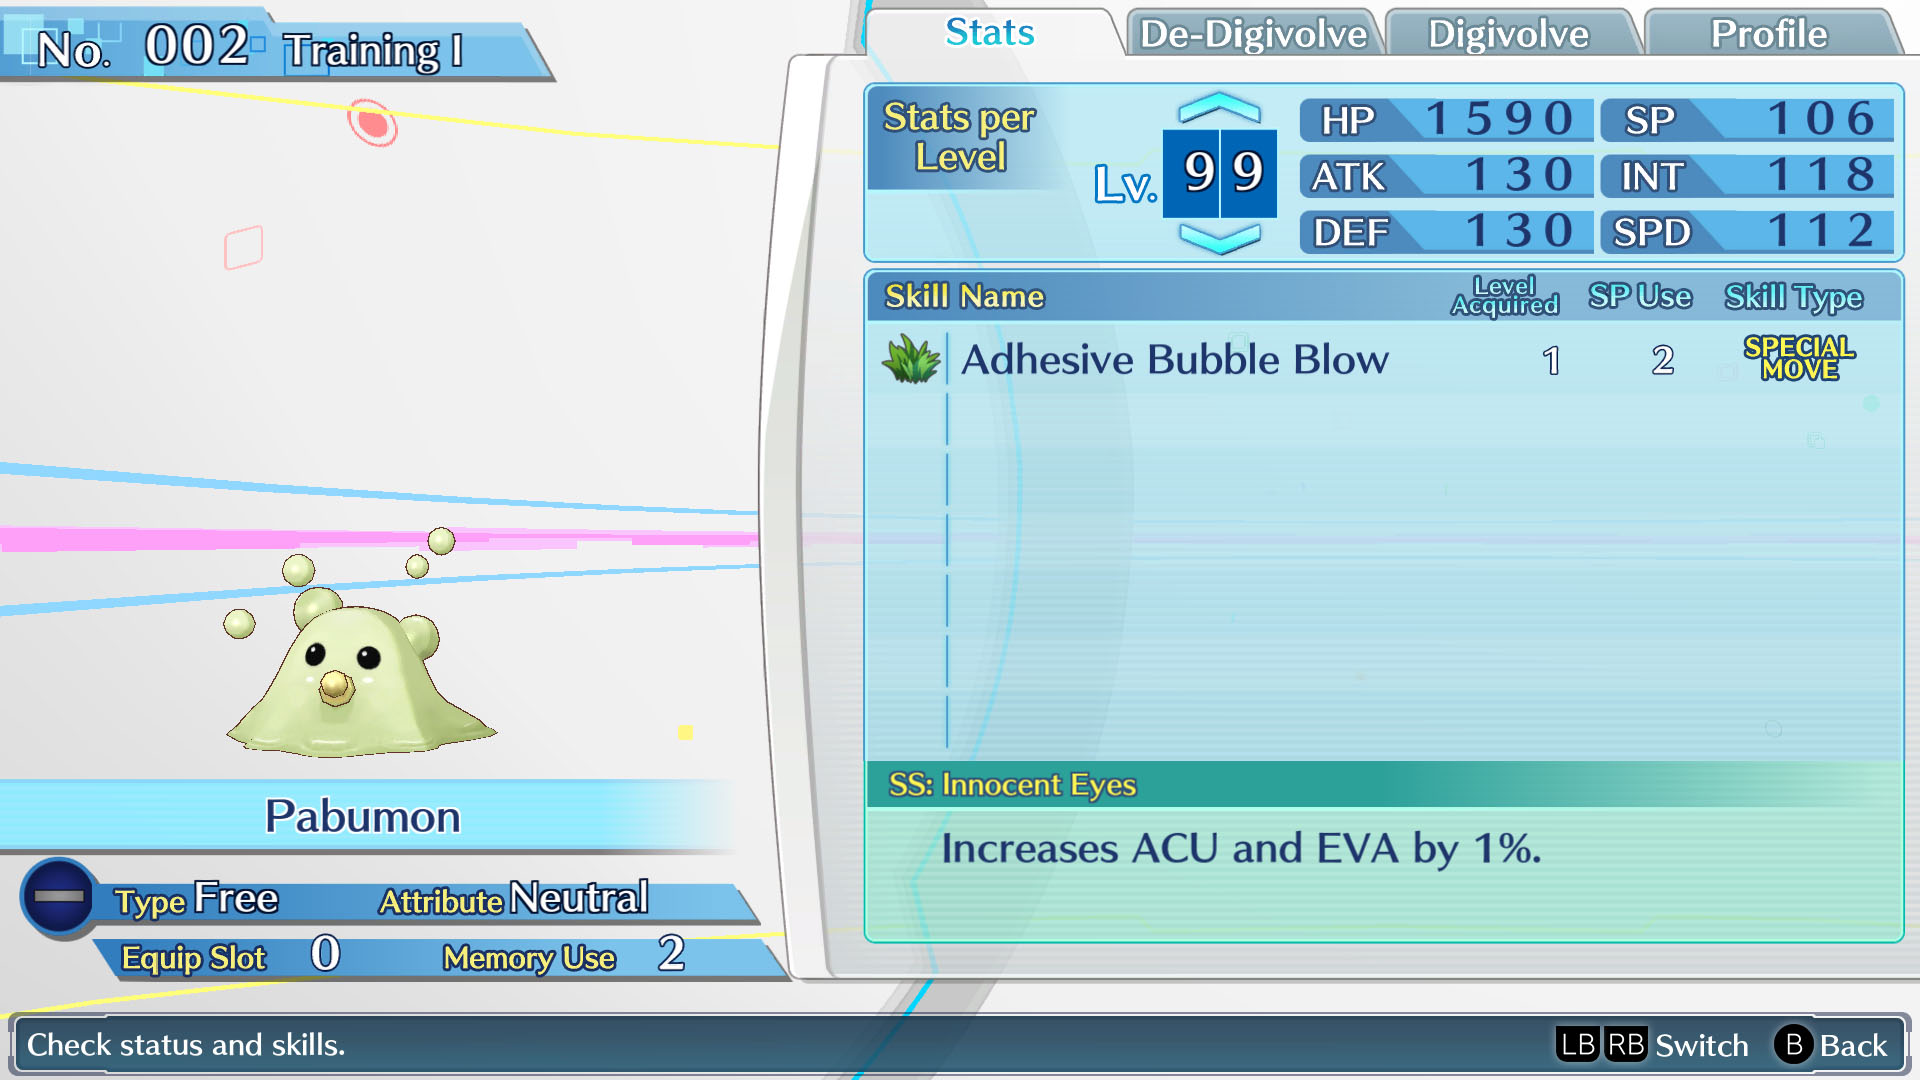 No. 002 Training I
Stats
De-Digivolve
Digivolve
Profile
Stats per
Level
Lv. 99
HP 1590
SP 106
ATK 130
INT 118
DEF 130
SPD 112
Skill Name
Level
Acquired
SP Use
Skill Type
Adhesive Bubble Blow
1
2
SPECIAL
MOVE
SS: Innocent Eyes
Increases ACU and EVA by 1%.
Pabumon
Type Free
Attribute Neutral
Equip Slot 0
Memory Use 2
Check status and skills.
LB RB Switch
B Back